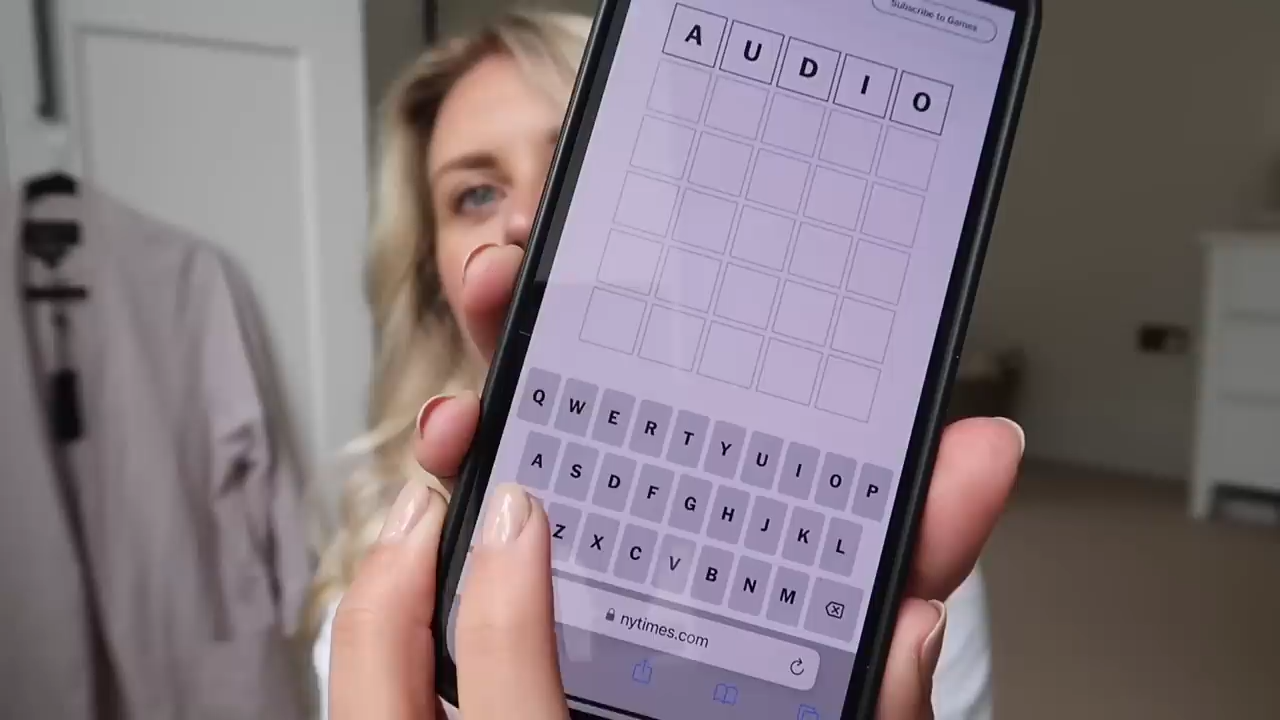 Subscribe to Games
A U D I O
Q W E R T Y U I O P
A S D F G H J K L
Z X C V B N M
nytimes.com